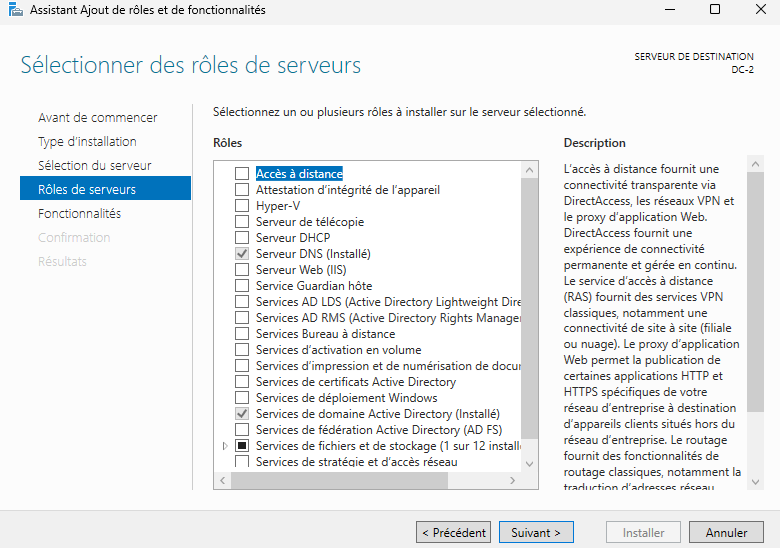 Assistant Ajout de rôles et de fonctionnalités
Sélectionner des rôles de serveurs
SERVEUR DE DESTINATION
DC-2
Avant de commencer
Type d'installation
Sélection du serveur
Rôles de serveurs
Fonctionnalités
Confirmation
Résultats
Sélectionnez un ou plusieurs rôles à installer sur le serveur sélectionné.
Rôles
Accès à distance
Attestation d'intégrité de l'appareil
Hyper-V
Serveur de télécopie
Serveur DHCP
Serveur DNS (Installé)
Serveur Web (IIS)
Service Guardian hôte
Services AD LDS (Active Directory Lightweight Dire
Services AD RMS (Active Directory Rights Manager
Services Bureau à distance
Services d'activation en volume
Services d'impression et de numérisation de docu
Services de certificats Active Directory
Services de déploiement Windows
Services de domaine Active Directory (Installé)
Services de fédération Active Directory (AD FS)
Services de fichiers et de stockage (1 sur 12 install
Services de stratégie et d'accès réseau
Description
L'accès à distance fournit une
connectivité transparente via
DirectAccess, les réseaux VPN et
le proxy d'application Web.
DirectAccess fournit une
expérience de connectivité
permanente et gérée en continu.
Le service d'accès à distance
(RAS) fournit des services VPN
classiques, notamment une
connectivité de site à site (filiale
ou nuage). Le proxy d'application
Web permet la publication de
certaines applications HTTP et
HTTPS spécifiques de votre
réseau d'entreprise à destination
d'appareils clients situés hors du
réseau d'entreprise. Le routage
fournit des fonctionnalités de
routage classiques, notamment la
traduction d'adresses réseau
< Précédent
Suivant >
Installer
Annuler